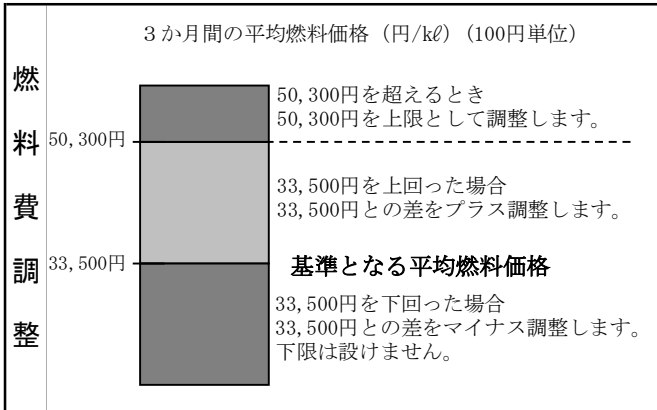 燃料費調整
3か月間の平均燃料価格（円/kℓ）（100円単位）
50,300円を超えるとき
50,300円を上限として調整します。
50,300円
33,500円を上回った場合
33,500円との差をプラス調整します。
33,500円
基準となる平均燃料価格
33,500円を下回った場合
33,500円との差をマイナス調整します。
下限は設けません。